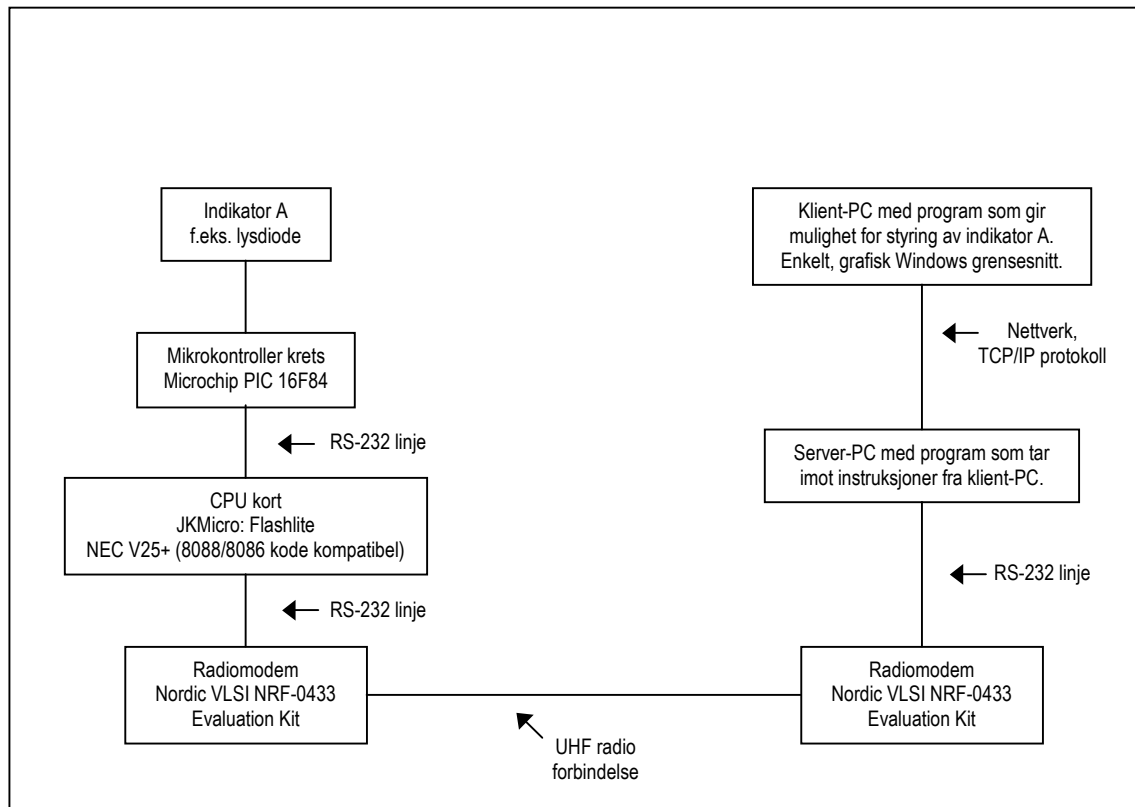 Indikator A
f.eks. lysdiode
Mikrokontroller krets
Microchip PIC 16F84
RS-232 linje
CPU kort
JKMicro: Flashlite
NEC V25+ (8088/8086 kode kompatibel)
RS-232 linje
Radiomodem
Nordic VLSI NRF-0433
Evaluation Kit
UHF radio
forbindelse
Klient-PC med program som gir
mulighet for styring av indikator A.
Enkelt, grafisk Windows grensesnitt.
Nettverk,
TCP/IP protokoll
Server-PC med program som tar
imot instruksjoner fra klient-PC.
RS-232 linje
Radiomodem
Nordic VLSI NRF-0433
Evaluation Kit